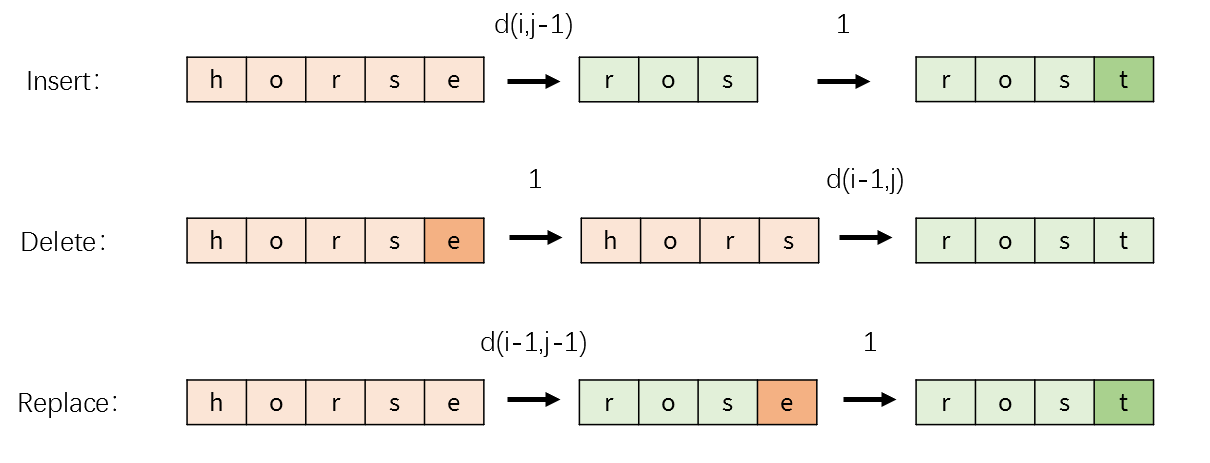 d(i,j-1) 1
Insert： h o r s e r o s r o s t
1 d(i-1,j)
Delete： h o r s e h o r s r o s t
d(i-1,j-1) 1
Replace： h o r s e r o s e r o s t